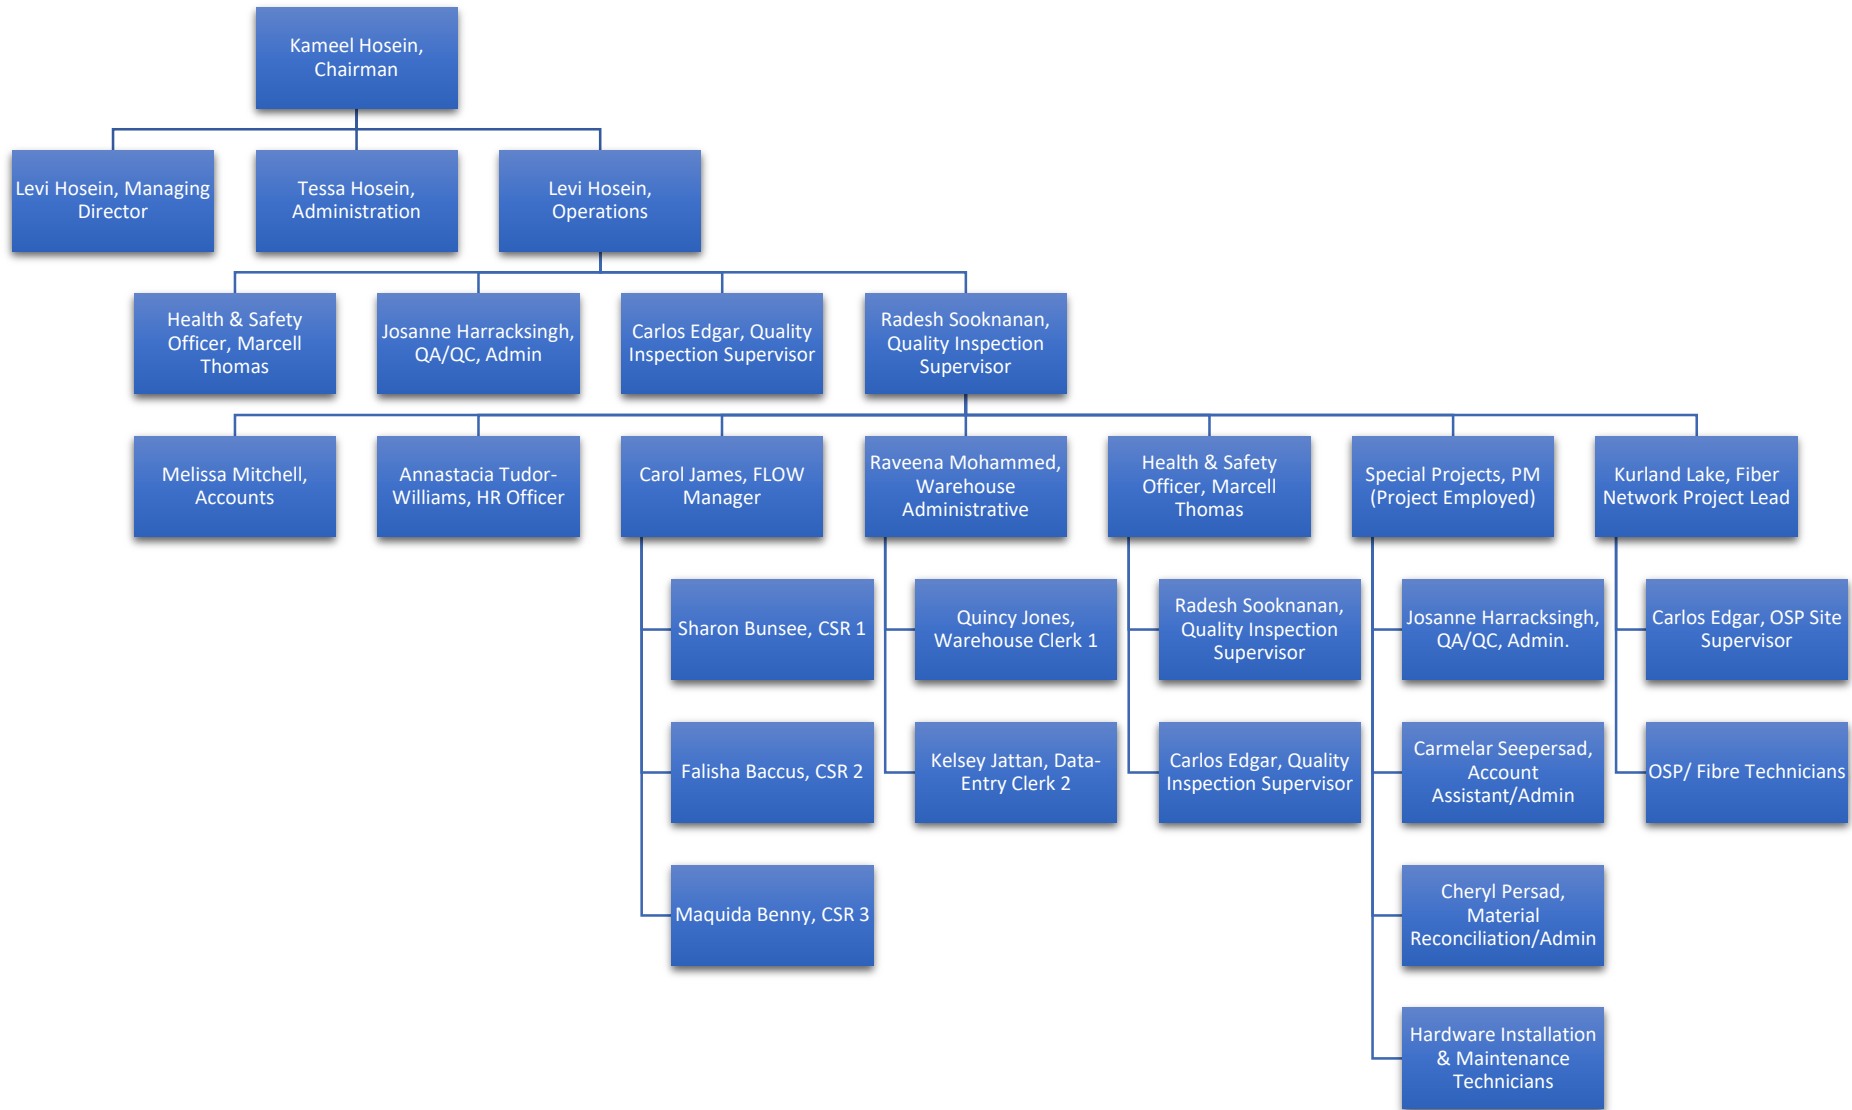 Kameel Hosein,
Chairman
Levi Hosein, Managing
Director
Tessa Hosein,
Administration
Levi Hosein,
Operations
Health & Safety
Officer, Marcell
Thomas
Josanne Harracksingh,
QA/QC, Admin
Carlos Edgar, Quality
Inspection Supervisor
Radesh Sooknanan,
Quality Inspection
Supervisor
Melissa Mitchell,
Accounts
Annastacia Tudor-
Williams, HR Officer
Carol James, FLOW
Manager
Raveena Mohammed,
Warehouse
Administrative
Health & Safety
Officer, Marcell
Thomas
Special Projects, PM
(Project Employed)
Kurland Lake, Fiber
Network Project Lead
Sharon Bunsee, CSR 1
Quincy Jones,
Warehouse Clerk 1
Radesh Sooknanan,
Quality Inspection
Supervisor
Josanne Harracksingh,
QA/QC, Admin.
Carlos Edgar, OSP Site
Supervisor
Falisha Baccus, CSR 2
Kelsey Jattan, Data-
Entry Clerk 2
Carlos Edgar, Quality
Inspection Supervisor
Carmelar Seepersad,
Account
Assistant/Admin
OSP/ Fibre Technicians
Maquida Benny, CSR 3
Cheryl Persad,
Material
Reconciliation/Admin
Hardware Installation
& Maintenance
Technicians